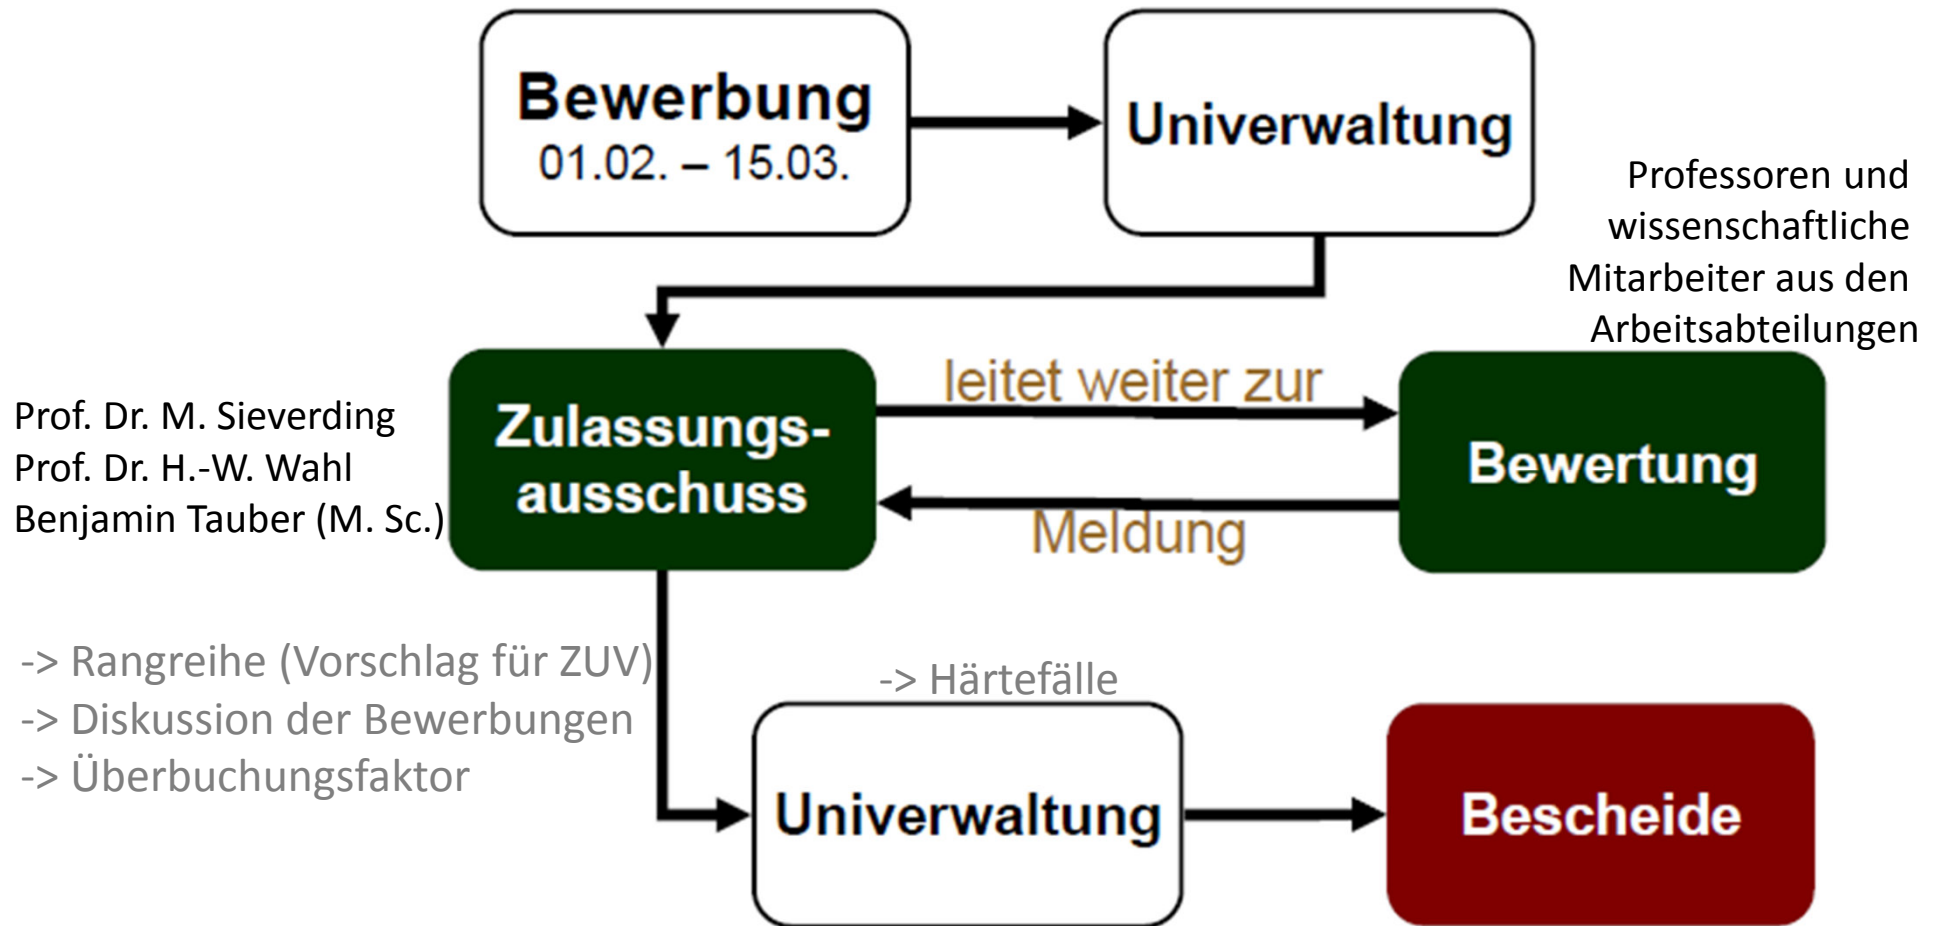 Bewerbung
01.02. – 15.03.
Univerwaltung
Professoren und
wissenschaftliche
Mitarbeiter aus den
Arbeitsabteilungen
Prof. Dr. M. Sieverding
Prof. Dr. H.-W. Wahl
Benjamin Tauber (M. Sc.)
Zulassungs-
ausschuss
leitet weiter zur
Meldung
Bewertung
-> Rangreihe (Vorschlag für ZUV)
-> Diskussion der Bewerbungen
-> Überbuchungsfaktor
-> Härtefälle
Univerwaltung
Bescheide